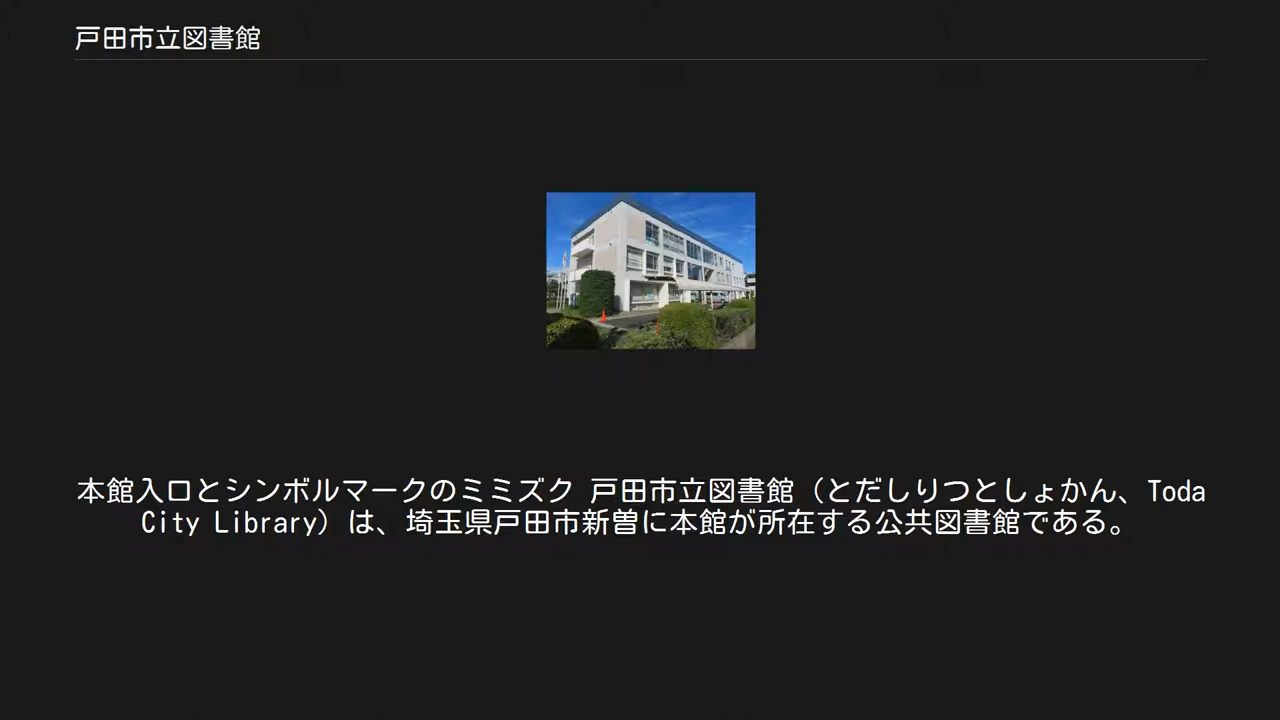 戸田市立図書館
本館入口とシンボルマークのミミズク 戸田市立図書館（とだしりつとしょかん、Toda
City Library）は、埼玉県戸田市新曽に本館が所在する公共図書館である。